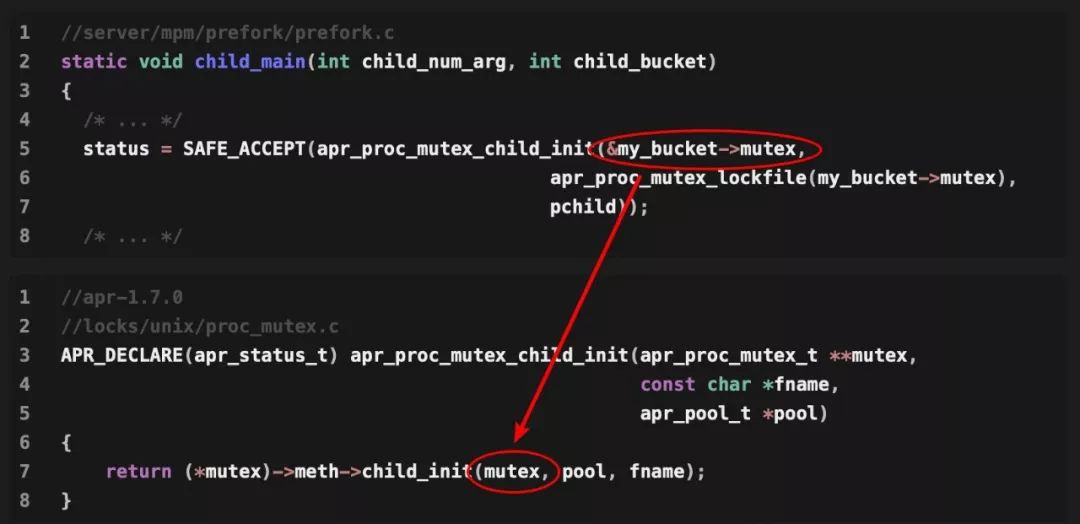 1 //server/mpm/prefork/prefork.c
2 static void child_main(int child_num_arg, int child_bucket)
3 {
4 /* ... */
5 status = SAFE_ACCEPT(apr_proc_mutex_child_init(&my_bucket->mutex,
6 apr_proc_mutex_lockfile(my_bucket->mutex),
7 pchild));
8 /* ... */
1 //apr-1.7.0
2 //locks/unix/proc_mutex.c
3 APR_DECLARE(apr_status_t) apr_proc_mutex_child_init(apr_proc_mutex_t **mutex,
4 const char *fname,
5 apr_pool_t *pool)
6 {
7 return (*mutex)->meth->child_init(mutex, pool, fname);
8 }